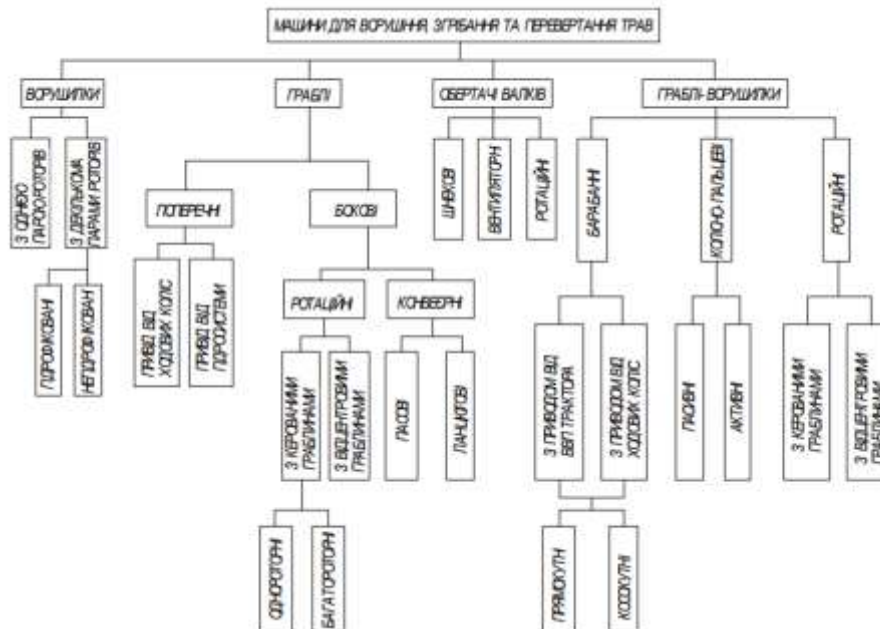 МАШИНИ ДЛЯ ВОРУШІННЯ, ЗГРІБАННЯ ТА ПЕРЕВЕРТАННЯ ТРАВ
ВОРУШИЛКИ
ГРАБЛІ
ОБЕРТАЧІ ВАЛКІВ
ГРАБЛІ-ВОРУШИЛКИ
З ОДНІЄЮ
ПАРОЮ РОТОРІВ
З ДЕКІЛЬКОМА
ПАРАМИ РОТОРІВ
ГІДРОФІКОВАНІ
НЕГІДРОФІКОВАНІ
ПОПЕРЕЧНІ
БОКОВІ
ПРИВІД ВІД
ХОДОВИХ КОЛІС
ПРИВІД ВІД
ГІДРОСИСТЕМИ
РОТАЦІЙНІ
КОНВЕЄРНІ
З КЕРОВАНИМИ
ГРАБЛИНАМИ
З ВІДЦЕНТРОВИМИ
ГРАБЛИНАМИ
ПАСОВІ
ЛАНЦЮГОВІ
ОДНОРОТОРНІ
БАГАТОРОТОРНІ
ШНЕКОВІ
ВЕНТИЛЯТОРНІ
РОТАЦІЙНІ
БАРАБАННІ
КОЛІСНО-ПАЛЬЦЕВІ
РОТАЦІЙНІ
З ПРИВОДОМ ВІД
ВВП ТРАКТОРА
З ПРИВОДОМ ВІД
ХОДОВИХ КОЛІС
ПАСИВНІ
АКТИВНІ
З КЕРОВАНИМИ
ГРАБЛИНАМИ
З ВІДЦЕНТРОВИМИ
ГРАБЛИНАМИ
ПРЯМОКУТНІ
КОСОКУТНІ